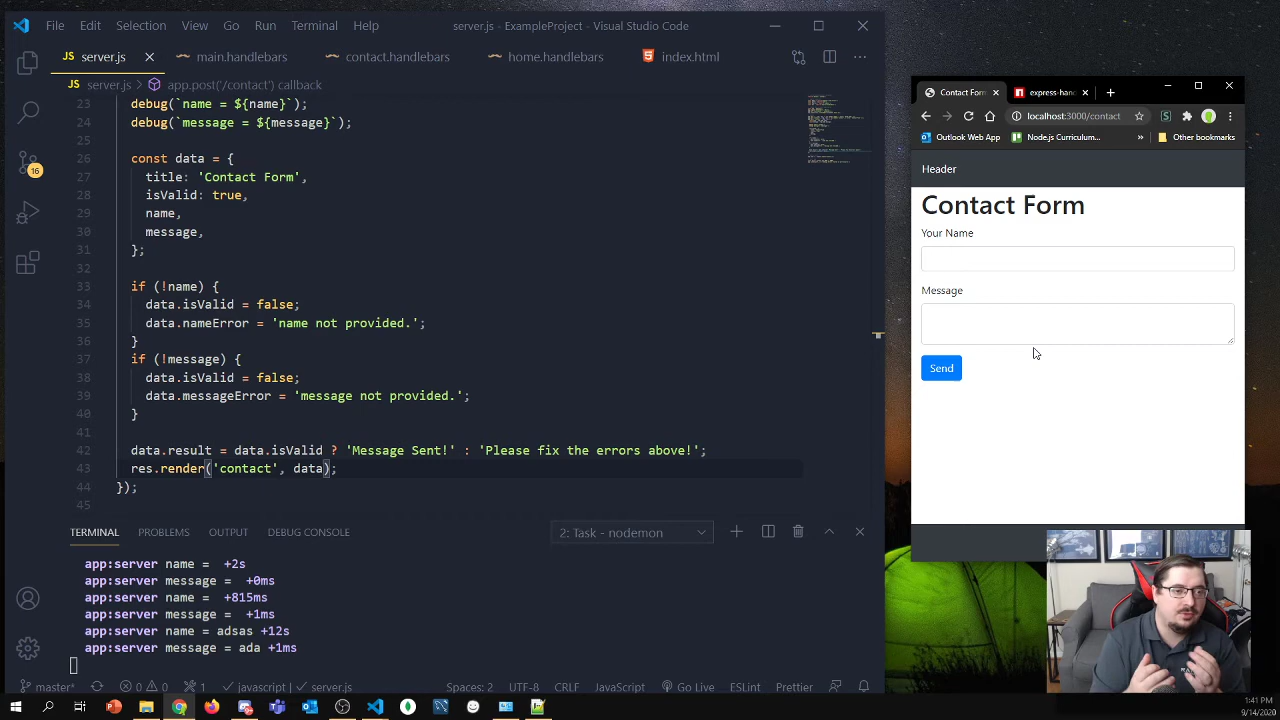 File Edit Selection View Go Run Terminal Help server.js - ExampleProject - Visual Studio Code
JS server.js main.handlebars contact.handlebars home.handlebars index.html
JS server.js > app.post('/contact') callback
23 debug(`name = ${name}`);
24 debug(`message = ${message}`);
25
26 const data = {
27 title: 'Contact Form',
28 isValid: true,
29 name,
30 message,
31 };
32
33 if (!name) {
34 data.isValid = false;
35 data.nameError = 'name not provided.';
36 }
37 if (!message) {
38 data.isValid = false;
39 data.messageError = 'message not provided.';
40 }
41
42 data.result = data.isValid ? 'Message Sent!' : 'Please fix the errors above!';
43 res.render('contact', data);
44 });
45
16
TERMINAL PROBLEMS OUTPUT DEBUG CONSOLE 2: Task - nodemon
app:server name = +2s
app:server message = +0ms
app:server name = +815ms
app:server message = +1ms
app:server name = adsas +12s
app:server message = ada +1ms
master* 0 0 1 javascript | server.js Spaces: 2 UTF-8 CRLF JavaScript Go Live ESLint Prettier
Contact Form express-hand
localhost:3000/contact
Outlook Web App Node.js Curriculum... » Other bookmarks
Header
Contact Form
Your Name
Message
Send
1:41 PM
9/14/2020